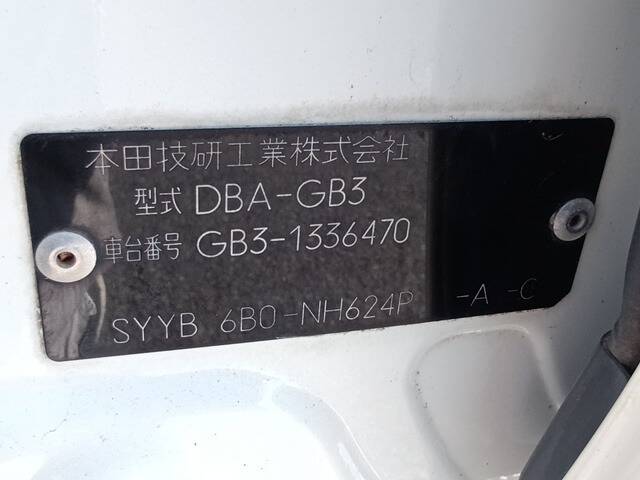 本田技研工業株式会社
型式 DBA-GB3
車台番号 GB3-1336470
SYYB 6B0-NH624P -A -C